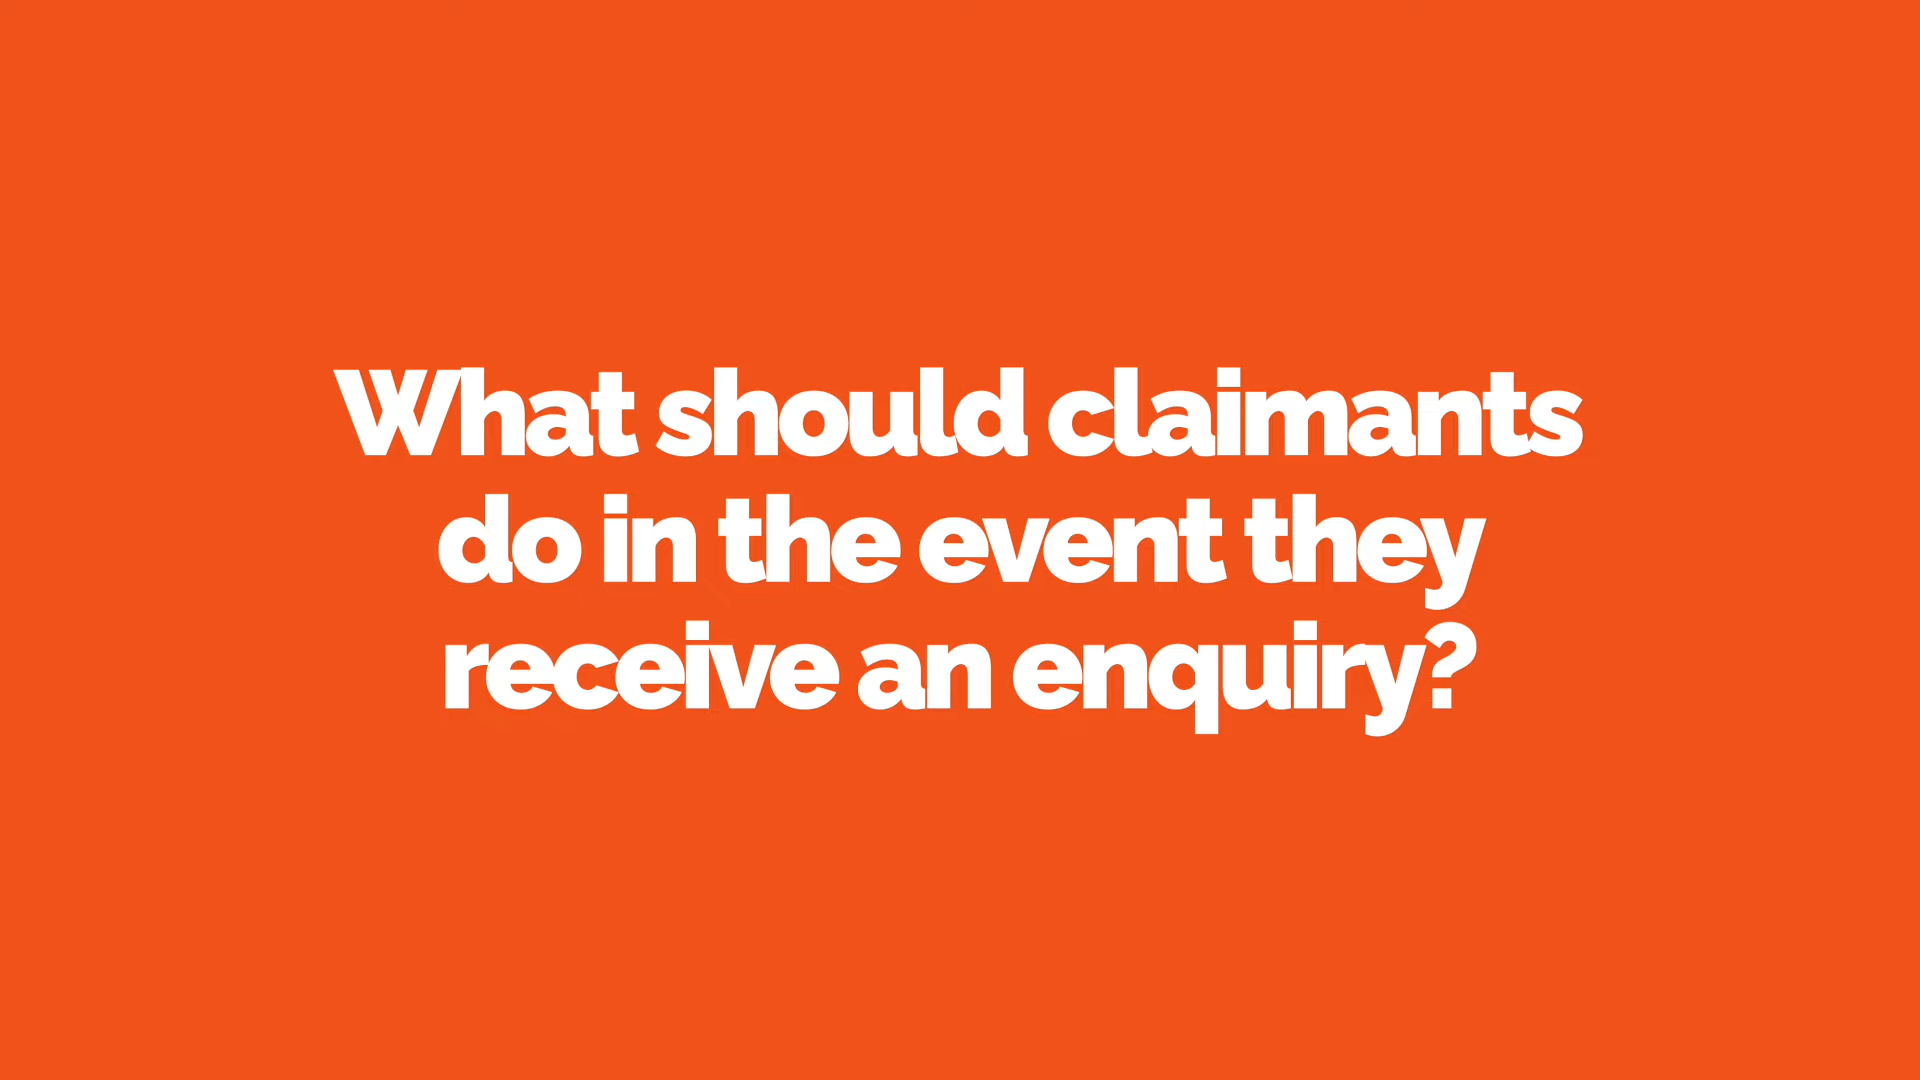 What should claimants
do in the event they
receive an enquiry?